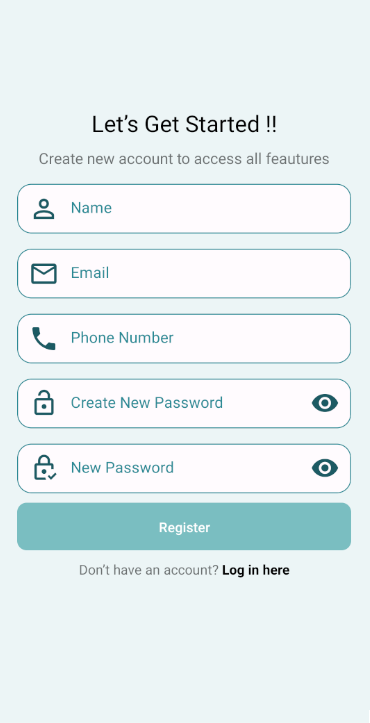 Let's Get Started !!
Create new account to access all feautures
Name
Email
Phone Number
Create New Password
New Password
Register
Don't have an account? Log in here